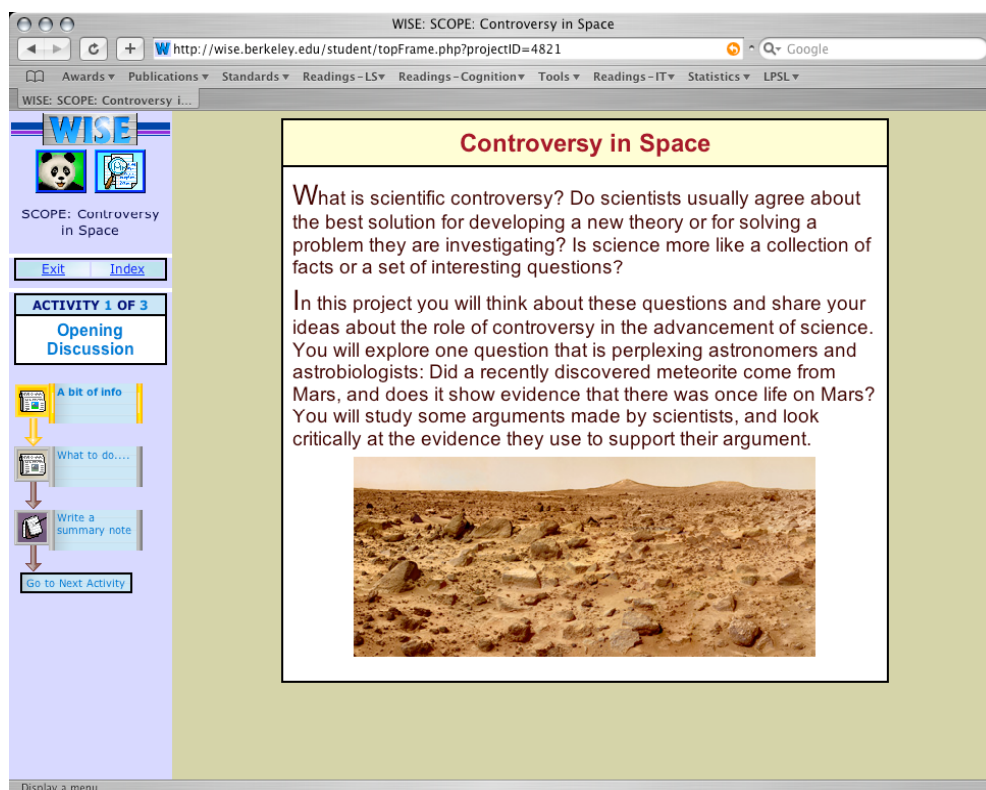 WISE: SCOPE: Controversy in Space
W http://wise.berkeley.edu/student/topFrame.php?projectID=4821
Google
Awards Publications Standards Readings-LS Readings-Cognition Tools Readings-IT Statistics LPSL
WISE: SCOPE: Controversy i...
WISE
SCOPE: Controversy
in Space
Exit Index
ACTIVITY 1 OF 3
Opening
Discussion
A bit of info
What to do....
Write a
summary note
Go to Next Activity
Controversy in Space
What is scientific controversy? Do scientists usually agree about
the best solution for developing a new theory or for solving a
problem they are investigating? Is science more like a collection of
facts or a set of interesting questions?
In this project you will think about these questions and share your
ideas about the role of controversy in the advancement of science.
You will explore one question that is perplexing astronomers and
astrobiologists: Did a recently discovered meteorite come from
Mars, and does it show evidence that there was once life on Mars?
You will study some arguments made by scientists, and look
critically at the evidence they use to support their argument.
Display a menu